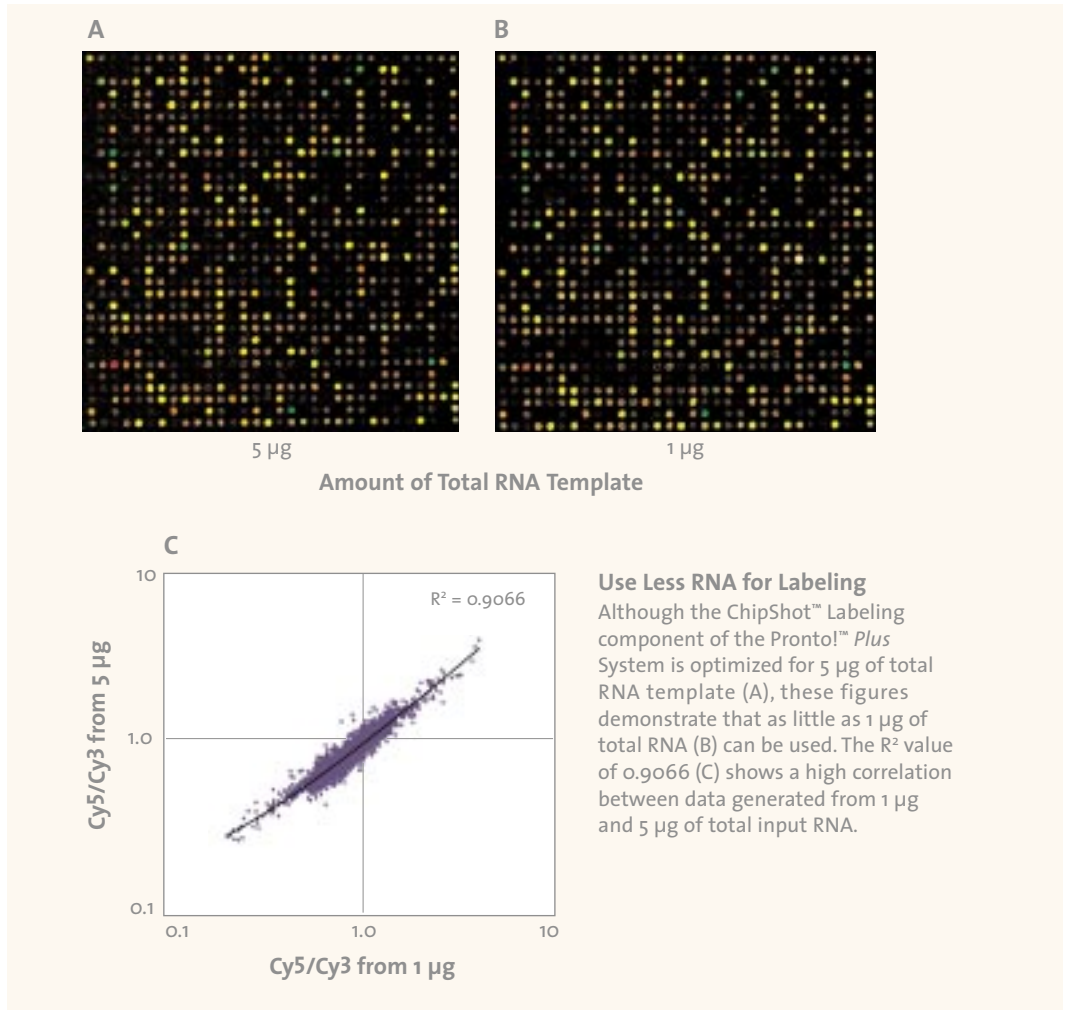 A
B
5 µg
1 µg
Amount of Total RNA Template
C
10
R² = 0.9066
Cy5/Cy3 from 5 µg
1.0
0.1
0.1
1.0
10
Cy5/Cy3 from 1 µg
Use Less RNA for Labeling
Although the ChipShot™ Labeling
component of the Pronto!™ Plus
System is optimized for 5 µg of total
RNA template (A), these figures
demonstrate that as little as 1 µg of
total RNA (B) can be used. The R² value
of 0.9066 (C) shows a high correlation
between data generated from 1 µg
and 5 µg of total input RNA.